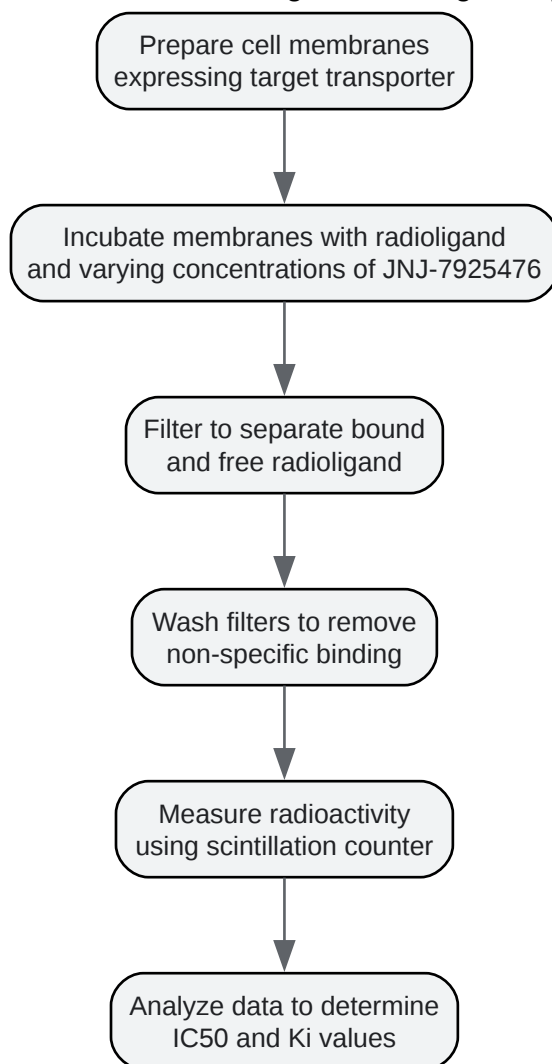 Prepare cell membranes
expressing target transporter
Incubate membranes with radioligand
and varying concentrations of JNJ-7925476
Filter to separate bound
and free radioligand
Wash filters to remove
non-specific binding
Measure radioactivity
using scintillation counter
Analyze data to determine
IC50 and Ki values